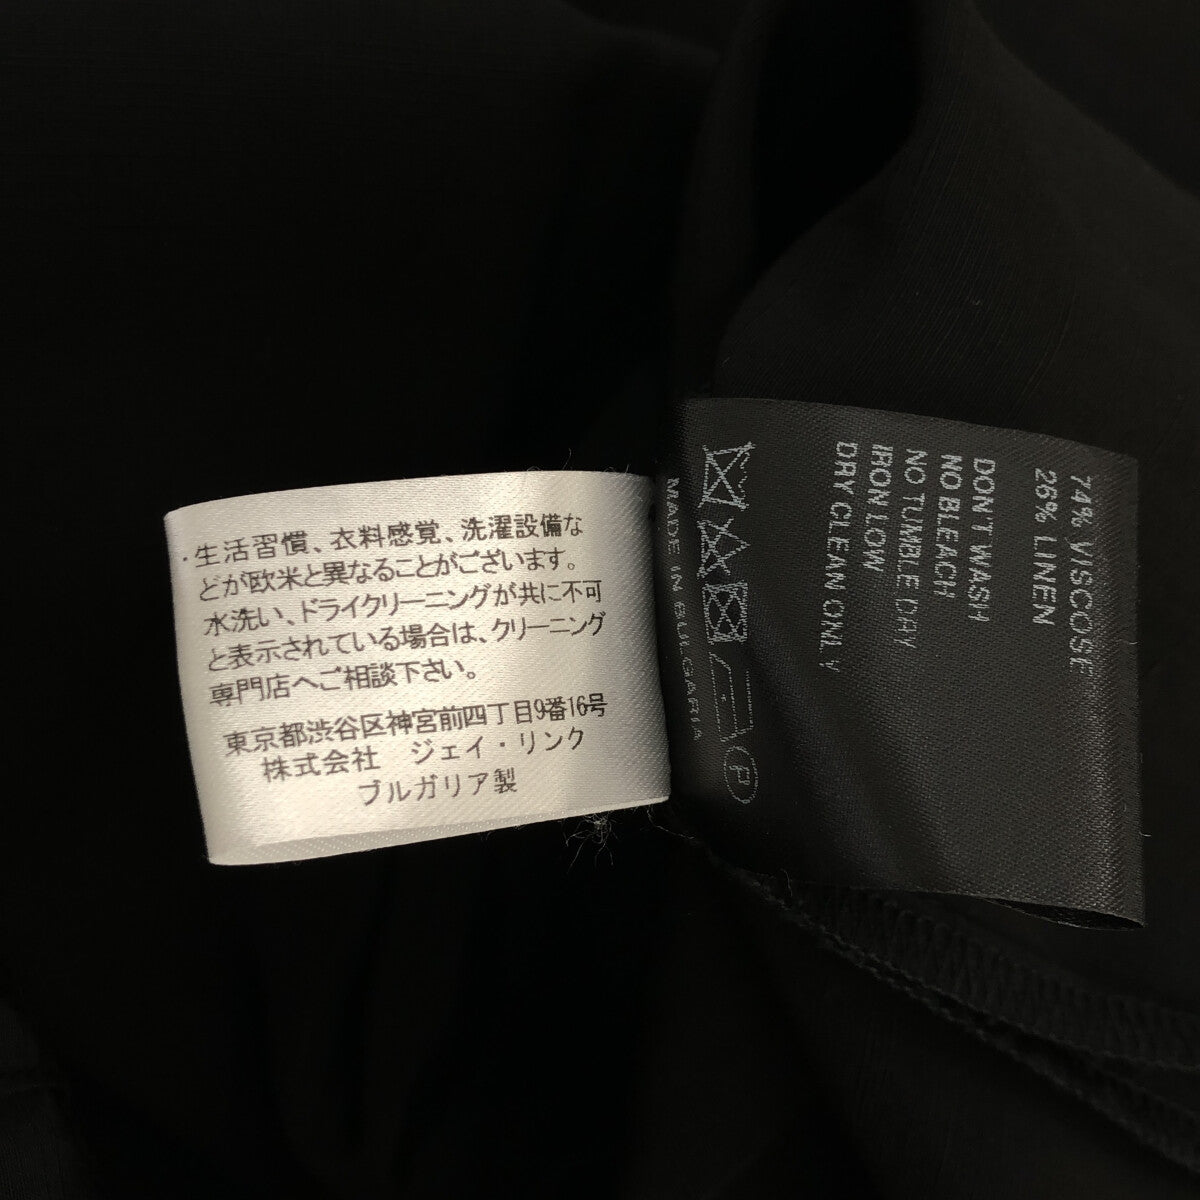 ・生活習慣、衣料感覚、洗濯設備な
どが欧米と異なることがございます。
水洗い、ドライクリーニングが共に不可
と表示されている場合は、クリーニング
専門店へご相談下さい。
東京都渋谷区神宮前四丁目9番16号
株式会社 ジェイ・リンク
ブルガリア製
74% VISCOSE
26% LINEN
DON'T WASH
NO BLEACH
NO TUMBLE DAY
IRON LOW
DRY CLEAN ONLY
P
MADE IN BULGARIA